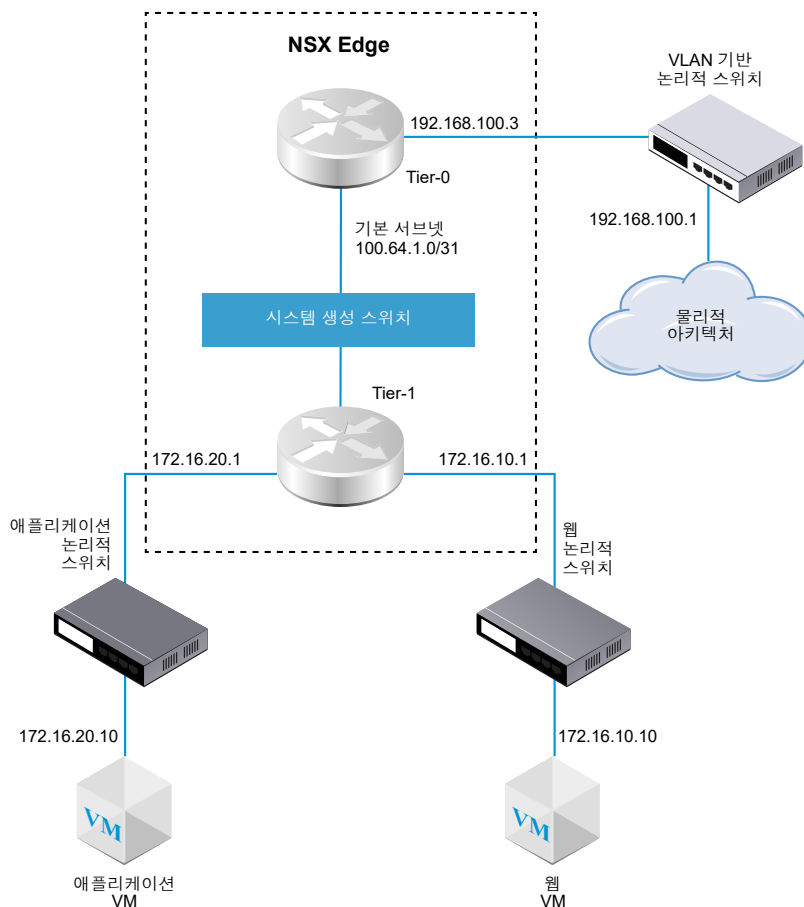 NSX Edge
VLAN 기반
논리적 스위치
192.168.100.3
Tier-0
기본 서브넷
100.64.1.0/31
192.168.100.1
시스템 생성 스위치
물리적
아키텍처
Tier-1
172.16.20.1
172.16.10.1
애플리케이션
논리적
스위치
웹
논리적
스위치
172.16.20.10
172.16.10.10
VM
VM
애플리케이션
VM
웹
VM